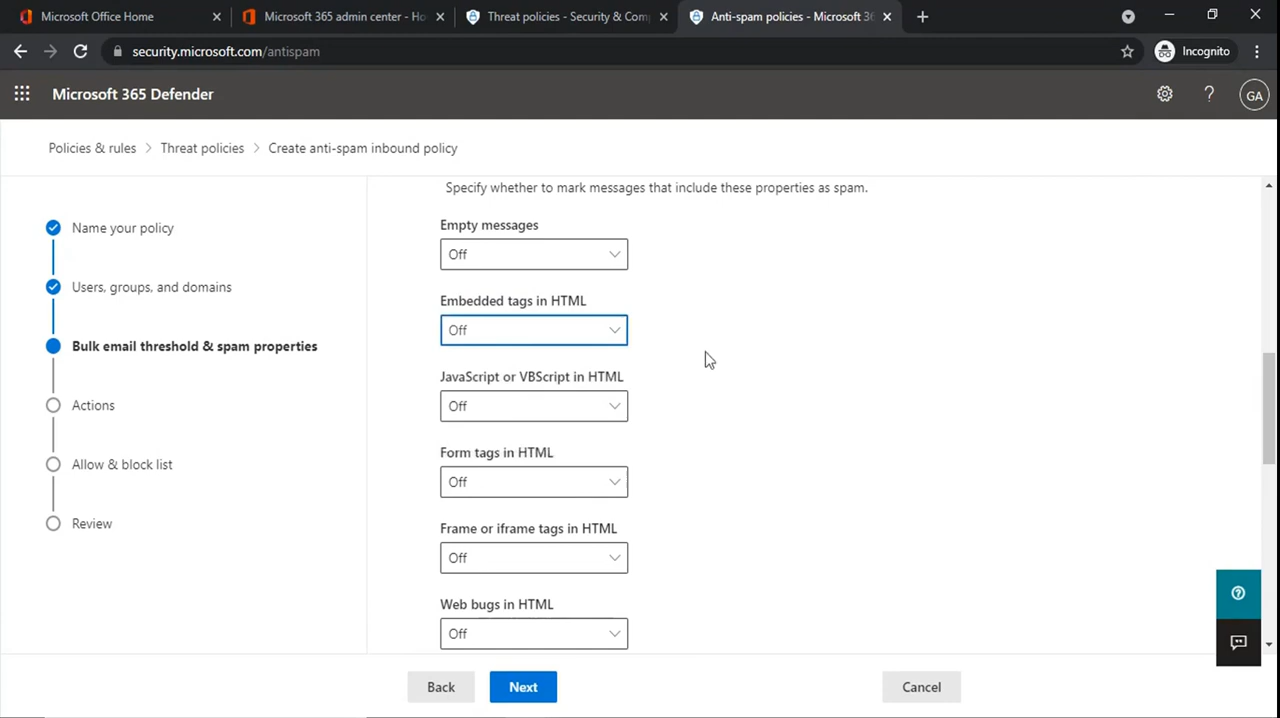 Microsoft Office Home
Microsoft 365 admin center - Ho
Threat policies - Security & Com
Anti-spam policies - Microsoft 36
security.microsoft.com/antispam
Incognito
Microsoft 365 Defender
?
GA
Policies & rules > Threat policies > Create anti-spam inbound policy
Specify whether to mark messages that include these properties as spam.
Name your policy
Users, groups, and domains
Bulk email threshold & spam properties
Actions
Allow & block list
Review
Empty messages
Off
Embedded tags in HTML
Off
JavaScript or VBScript in HTML
Off
Form tags in HTML
Off
Frame or iframe tags in HTML
Off
Web bugs in HTML
Off
Back
Next
Cancel